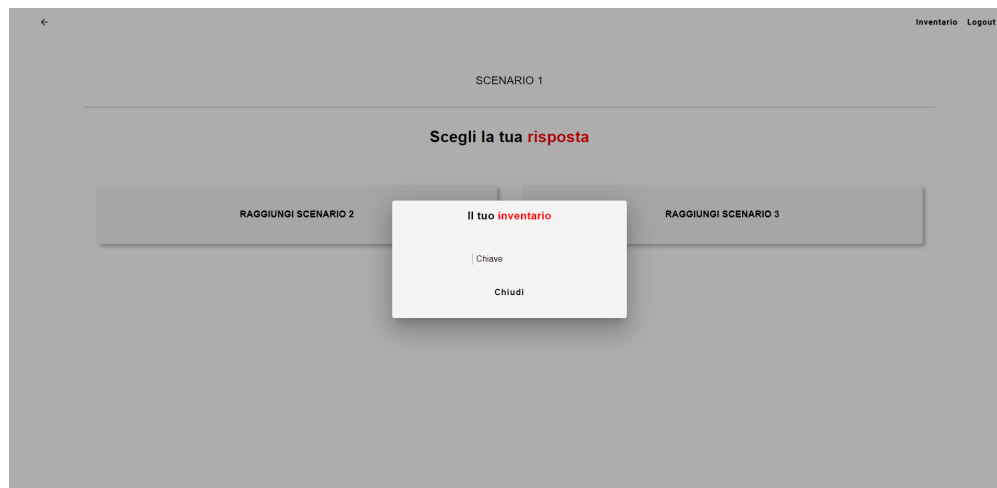 ←
Inventario Logout
SCENARIO 1
Scegli la tua risposta
RAGGIUNGI SCENARIO 2
RAGGIUNGI SCENARIO 3
Il tuo inventario
Chiave
Chiudi